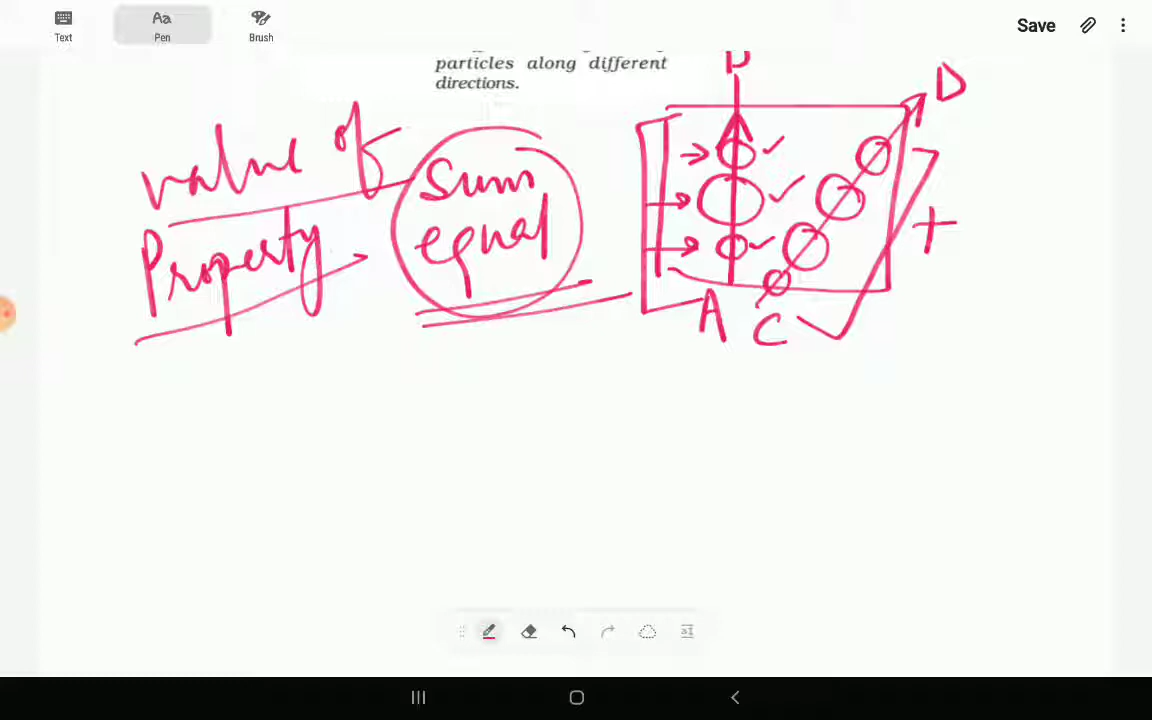 Text
Pen
Brush
Save
particles along different
directions.
value of
Property
Sum
equal
D
A
C
+